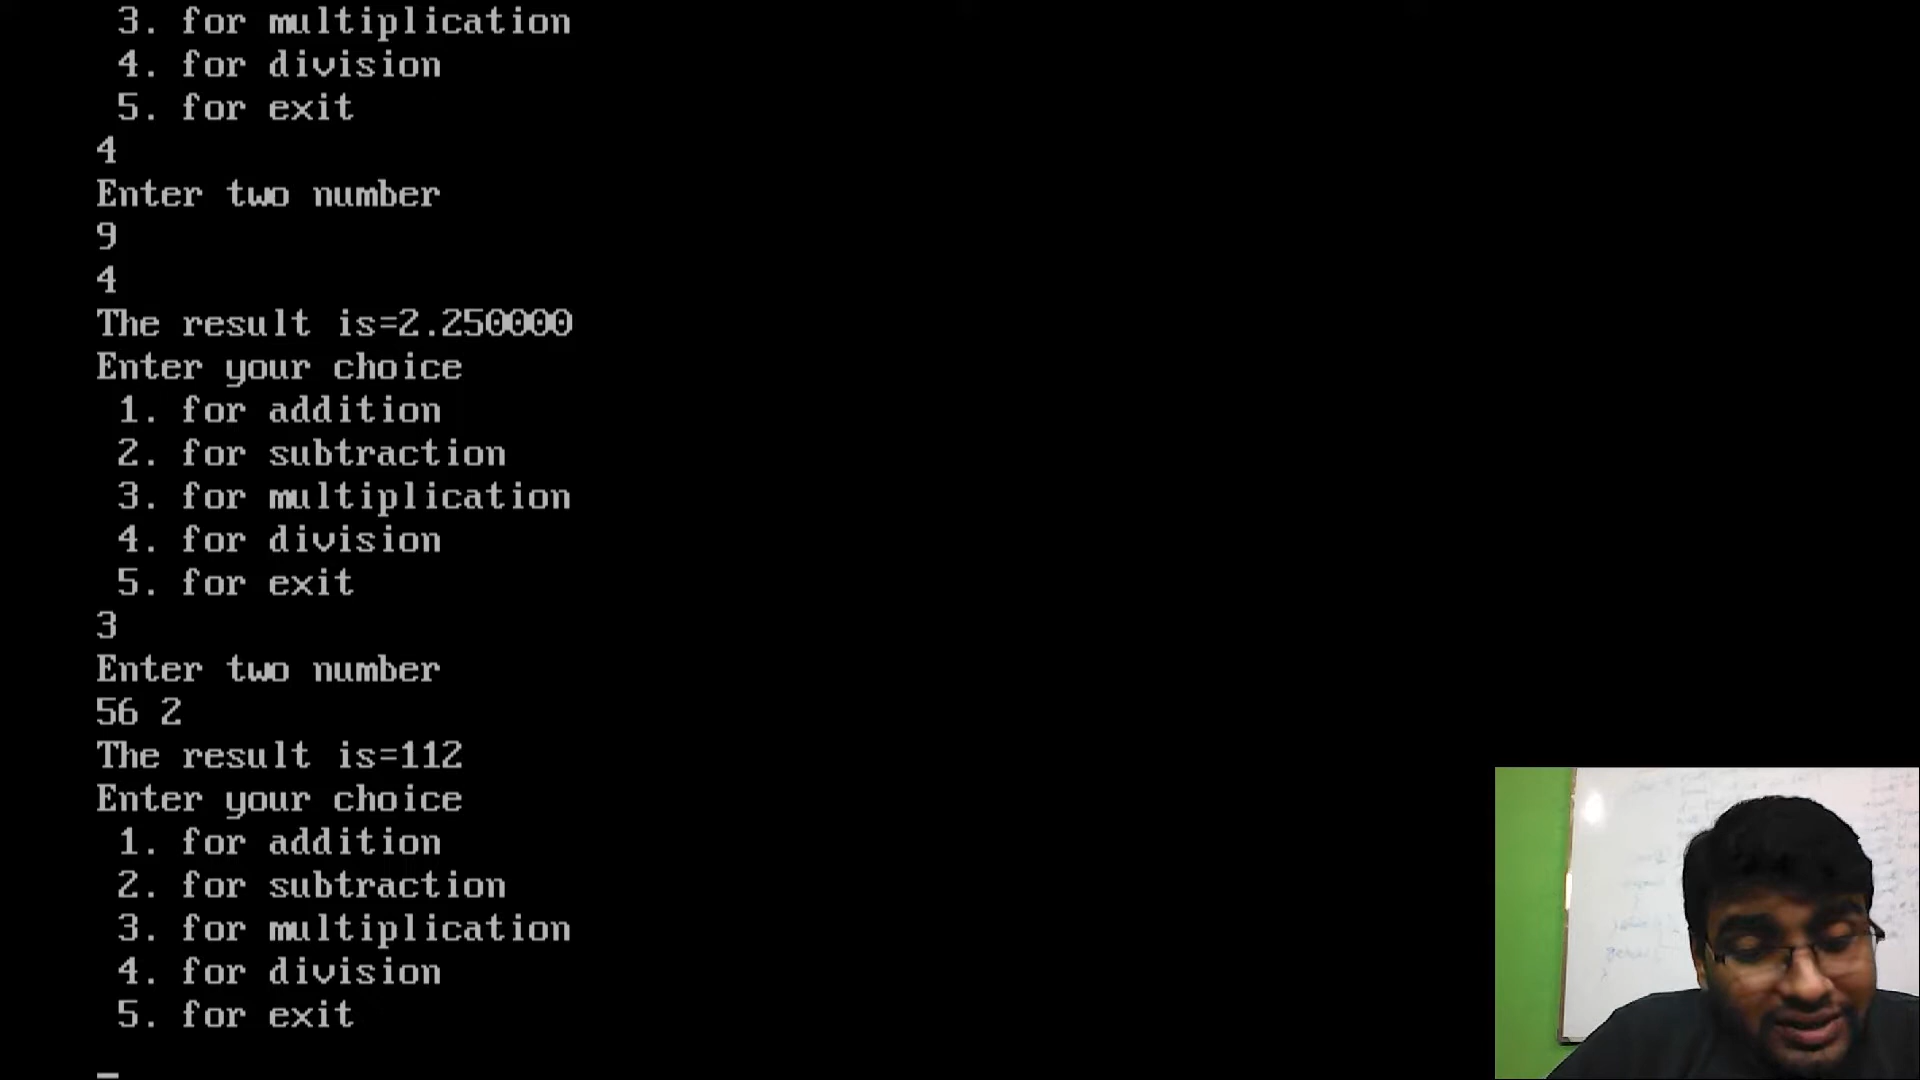 3. for multiplication
4. for division
5. for exit
4
Enter two number
9
4
The result is=2.250000
Enter your choice
1. for addition
2. for subtraction
3. for multiplication
4. for division
5. for exit
3
Enter two number
56 2
The result is=112
Enter your choice
1. for addition
2. for subtraction
3. for multiplication
4. for division
5. for exit
_